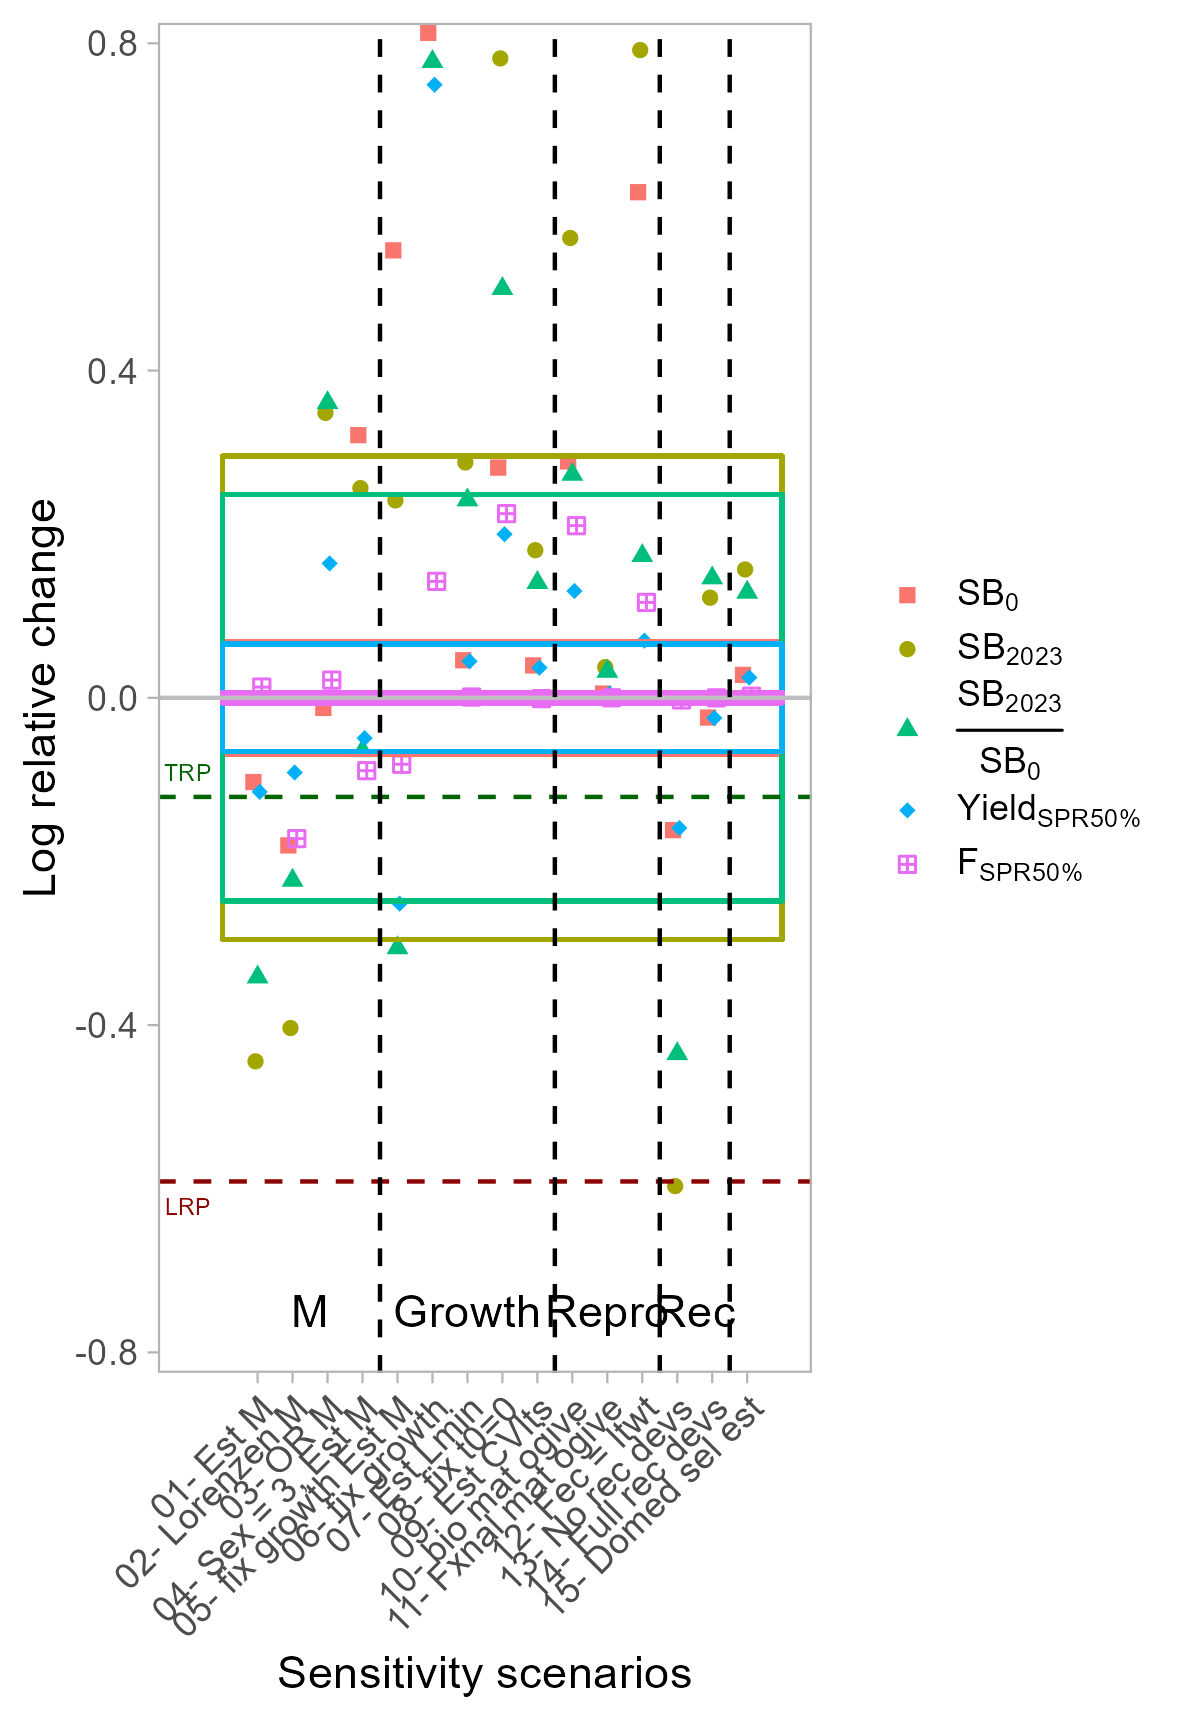 0.8
0.4
0.0
-0.4
-0.8
Log relative change
TRP
LRP
M
Growth
Repro
Rec
01- Est M
02- Lorenzen M
03- OR M
04- Sex = 3, Est M
05- fix growth Est M
06- fix growth.
07- Est Lmin
08- fix t0=0
09- Est CVlts
10- bio mat ogive
11- Fxnal mat ogive
12- Fec = ltwt
13- No rec devs
14- Full rec devs
15- Domed sel est
Sensitivity scenarios
SB0
SB2023
SB2023
SB0
YieldSPR50%
FSPR50%